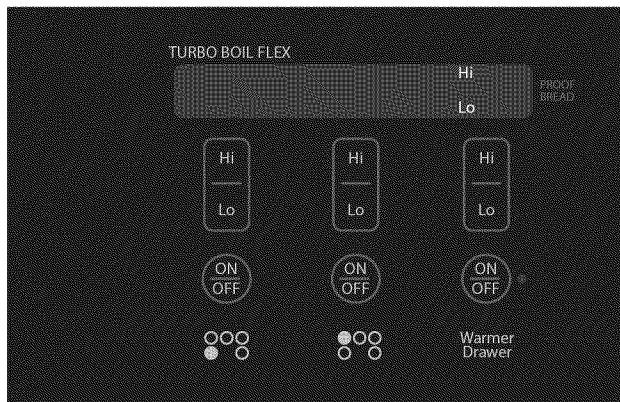 TURBO BOIL FLEX
Hi
PROOF
BREAD
Lo
Hi Hi Hi
Lo Lo Lo
ON ON ON
OFF OFF OFF
Warmer
Drawer